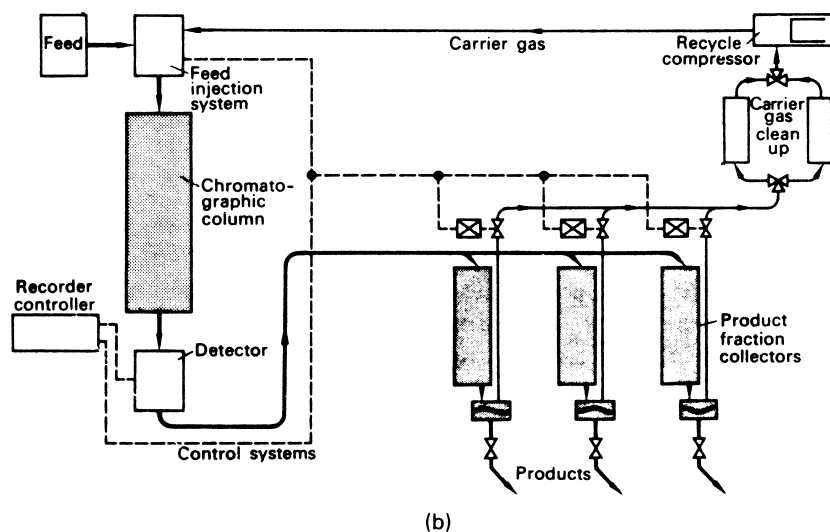 Feed
Feed
injection
system
Carrier gas
Recycle
compressor
Carrier
gas
clean
up
Chromato-
graphic
column
Recorder
controller
Detector
Product
fraction
collectors
Control systems
Products
(b)